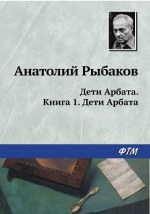 Анатолий Рыбаков
Дети Арбата.
Книга 1. Дети Арбата
ФТМ